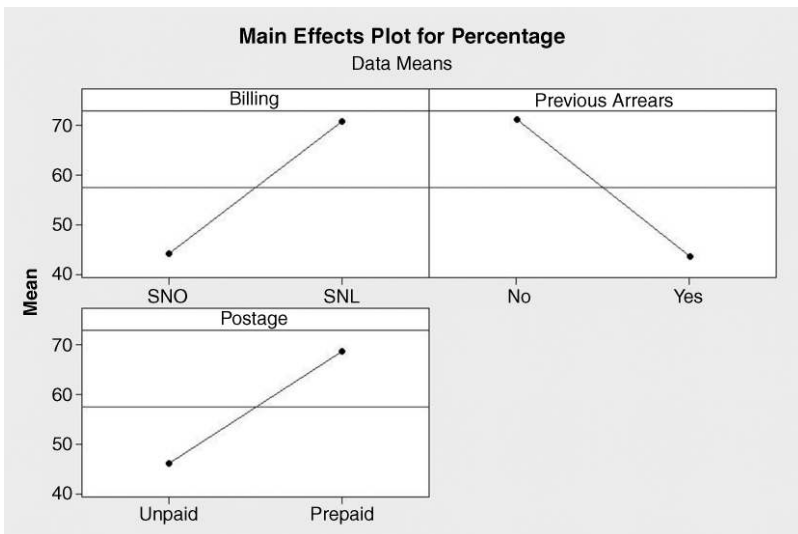 Main Effects Plot for Percentage
Data Means
Billing
Previous Arrears
70
60
50
40
SNO
SNL
No
Yes
Mean
Postage
70
60
50
40
Unpaid
Prepaid